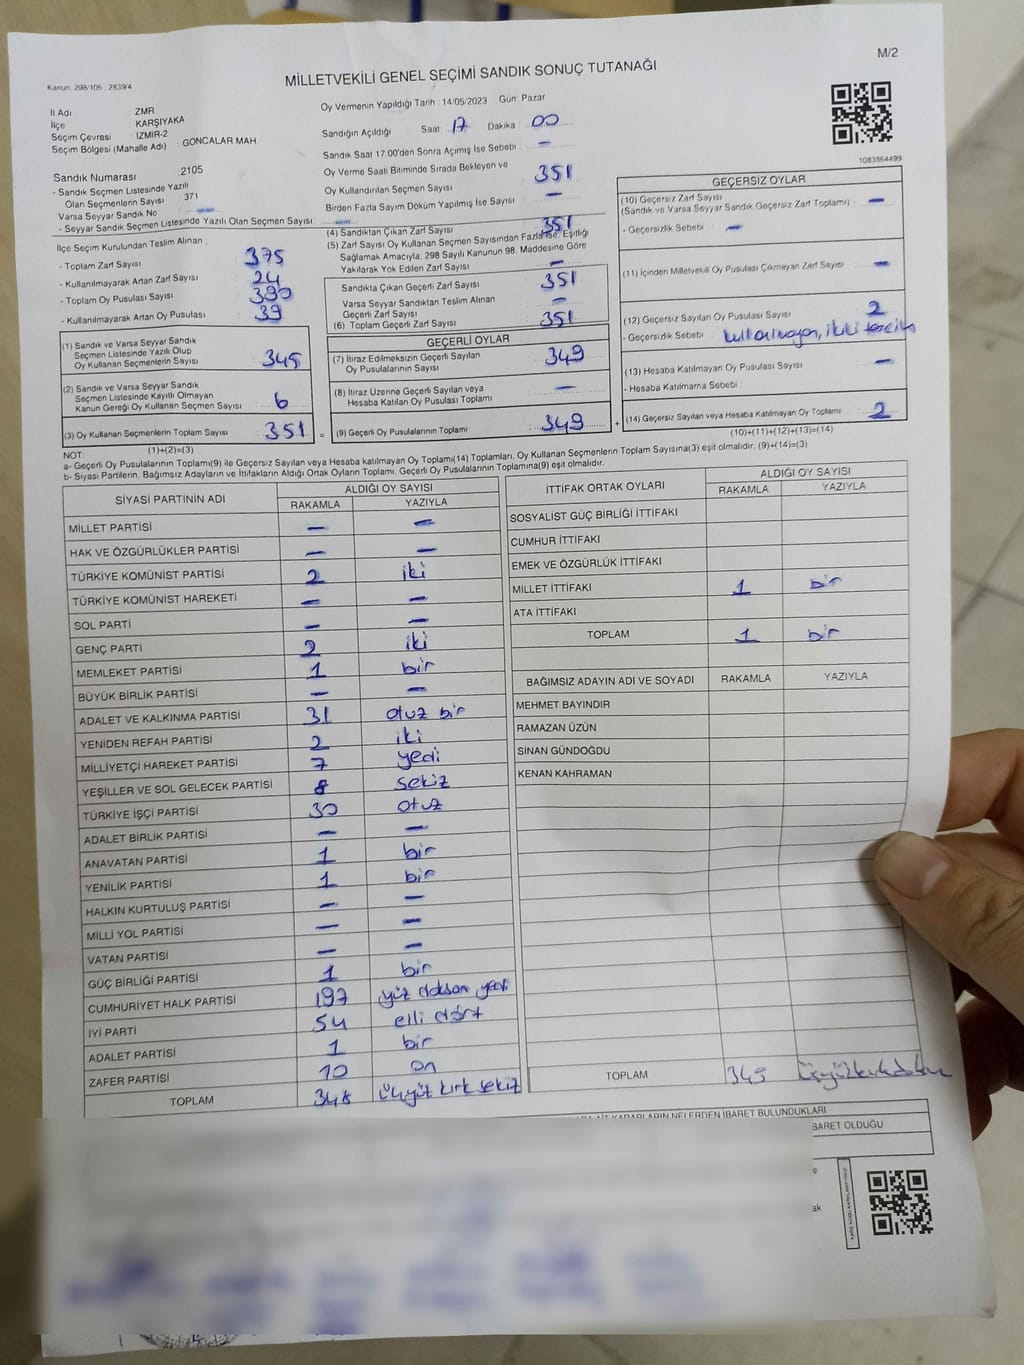 M/2
Kanun: 298/105 . 2839/4
MİLLETVEKİLİ GENEL SEÇİMİ SANDIK SONUÇ TUTANAĞI
İl Adı : ZMR
İlçe : KARŞIYAKA
Seçim Çevresi : İZMİR-2
Seçim Bölgesi (Mahalle Adı) : GONCALAR MAH
Sandık Numarası : 2105
- Sandık Seçmen Listesinde Yazılı
Olan Seçmenlerin Sayısı : 371
Varsa Seyyar Sandık No —
- Seyyar Sandık Seçmen Listesinde Yazılı Olan Seçmen Sayısı : —
Oy Vermenin Yapıldığı Tarih : 14/05/2023 Gün: Pazar
Sandığın Açıldığı Saat : 17 Dakika : 00
Sandık Saat 17:00'den Sonra Açımış İse Sebebi : —
Oy Verme Saati Bitiminde Sırada Bekleyen ve
Oy Kullandırılan Seçmen Sayısı 351
Birden Fazla Sayım Döküm Yapılmış İse Sayısı —
1083864499
İlçe Seçim Kurulundan Teslim Alınan ;
- Toplam Zarf Sayısı 375
- Kullanılmayarak Artan Zarf Sayısı : 24
- Toplam Oy Pusulası Sayısı 390
- Kullanılmayarak Artan Oy Pusulası : 39
(4) Sandıktan Çıkan Zarf Sayısı 351
(5) Zarf Sayısı Oy Kullanan Seçmen Sayısından Fazla İse, Eşitliği
Sağlamak Amacıyla, 298 Sayılı Kanunun 98. Maddesine Göre
Yakılarak Yok Edilen Zarf Sayısı —
Sandıkta Çıkan Geçerli Zarf Sayısı 351
Varsa Seyyar Sandıktan Teslim Alınan
Geçerli Zarf Sayısı —
(6) Toplam Geçerli Zarf Sayısı 351
(1) Sandık ve Varsa Seyyar Sandık
Seçmen Listesinde Yazılı Olup
Oy Kullanan Seçmenlerin Sayısı 345
(2) Sandık ve Varsa Seyyar Sandık
Seçmen Listesinde Kayıtlı Olmayan
Kanun Gereği Oy Kullanan Seçmen Sayısı 6
(3) Oy Kullanan Seçmenlerin Toplam Sayısı : 351
(1)+(2)=(3)
GEÇERLİ OYLAR
(7) İtiraz Edilmeksizin Geçerli Sayılan
Oy Pusulalarının Sayısı 349
(8) İtiraz Üzerine Geçerli Sayılan veya
Hesaba Katılan Oy Pusulası Toplamı —
= (9) Geçerli Oy Pusulalarının Toplamı 349
GEÇERSİZ OYLAR
(10) Geçersiz Zarf Sayısı
(Sandık ve Varsa Seyyar Sandık Geçersiz Zarf Toplamı) : —
- Geçersizlik Sebebi : —
(11) İçinden Milletvekili Oy Pusulası Çıkmayan Zarf Sayısı : —
(12) Geçersiz Sayılan Oy Pusulası Sayısı 2
- Geçersizlik Sebebi : kullanılmayan, ikili tercih
(13) Hesaba Katılmayan Oy Pusulası Sayısı —
- Hesaba Katılmama Sebebi :
+ (14) Geçersiz Sayılan veya Hesaba Katılmayan Oy Toplamı 2
(10)+(11)+(12)+(13)=(14)
NOT:
a- Geçerli Oy Pusulalarının Toplamı(9) ile Geçersiz Sayılan veya Hesaba katılmayan Oy Toplamı(14) Toplamları, Oy Kullanan Seçmenlerin Toplam Sayısına(3) eşit olmalıdır. (9)+(14)=(3)
b- Siyasi Partilerin, Bağımsız Adayların ve İttifakların Aldığı Ortak Oyların Toplamı, Geçerli Oy Pusulalarının Toplamına(9) eşit olmalıdır.
SİYASİ PARTİNİN ADI ALDIĞI OY SAYISI
RAKAMLA YAZIYLA
MİLLET PARTİSİ — —
HAK VE ÖZGÜRLÜKLER PARTİSİ — —
TÜRKİYE KOMÜNİST PARTİSİ 2 iki
TÜRKİYE KOMÜNİST HAREKETİ — —
SOL PARTİ — —
GENÇ PARTİ 2 iki
MEMLEKET PARTİSİ 1 bir
BÜYÜK BİRLİK PARTİSİ — —
ADALET VE KALKINMA PARTİSİ 31 otuz bir
YENİDEN REFAH PARTİSİ 2 iki
MİLLİYETÇİ HAREKET PARTİSİ 7 yedi
YEŞİLLER VE SOL GELECEK PARTİSİ 8 sekiz
TÜRKİYE İŞÇİ PARTİSİ 30 otuz
ADALET BİRLİK PARTİSİ — —
ANAVATAN PARTİSİ 1 bir
YENİLİK PARTİSİ 1 bir
HALKIN KURTULUŞ PARTİSİ — —
MİLLİ YOL PARTİSİ — —
VATAN PARTİSİ — —
GÜÇ BİRLİĞİ PARTİSİ 1 bir
CUMHURİYET HALK PARTİSİ 197 yüz doksan yedi
İYİ PARTİ 54 elli dört
ADALET PARTİSİ 1 bir
ZAFER PARTİSİ 10 on
TOPLAM 348 üçyüz kırk sekiz
İTTİFAK ORTAK OYLARI ALDIĞI OY SAYISI
RAKAMLA YAZIYLA
SOSYALİST GÜÇ BİRLİĞİ İTTİFAKI
CUMHUR İTTİFAKI
EMEK VE ÖZGÜRLÜK İTTİFAKI
MİLLET İTTİFAKI 1 bir
ATA İTTİFAKI
TOPLAM 1 bir
BAĞIMSIZ ADAYIN ADI VE SOYADI RAKAMLA YAZIYLA
MEHMET BAYINDIR
RAMAZAN ÜZÜN
SİNAN GÜNDOĞDU
KENAN KAHRAMAN
TOPLAM 349 üçyüzkırkdokuz
KARARLARIN NELERDEN İBARET BULUNDUKLARI
BARET OLDUĞU